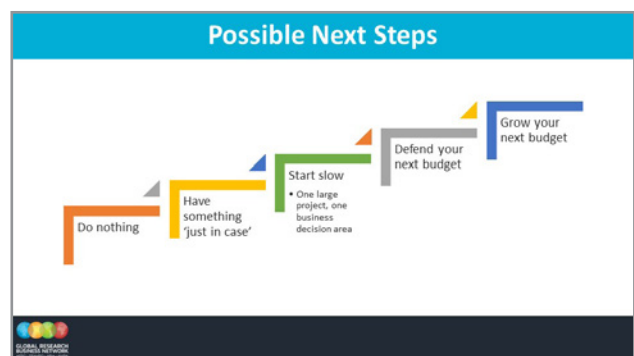 Possible Next Steps
Do nothing
Have
something
‘just in case’
Start slow
• One large
project, one
business
decision area
Defend your
next budget
Grow your
next budget
GLOBAL RESEARCH
BUSINESS NETWORK